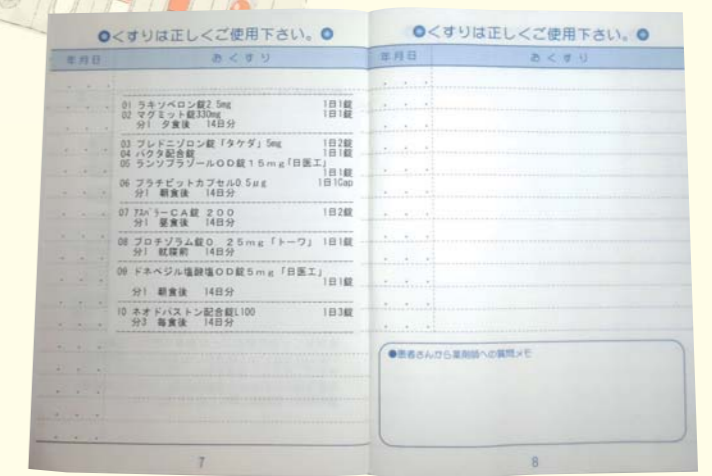 くすりは正しくご使用下さい。
年月日
おくすり
01 ラキソベロン錠2.5mg 1日1錠
02 マグミット錠330mg 1日1錠
分1 夕食後 14日分
03 プレドニゾロン錠「タケダ」5mg 1日2錠
04 バクタ配合錠 1日1錠
05 ランソプラゾールOD錠15mg「日医工」
1日1錠
06 プラチビットカプセル0.5μg 1日1Cap
分1 朝食後 14日分
07 ｱｽﾊﾟﾗｰCA錠 200 1日2錠
分1 昼食後 14日分
08 ブロチゾラム錠0.25mg「トーワ」 1日1錠
分1 就寝前 14日分
09 ドネペジル塩酸塩OD錠5mg「日医工」
1日1錠
分1 朝食後 14日分
10 ネオドパストン配合錠L100 1日3錠
分3 毎食後 14日分
7
くすりは正しくご使用下さい。
年月日
おくすり
●患者さんから薬剤師への質問メモ
8